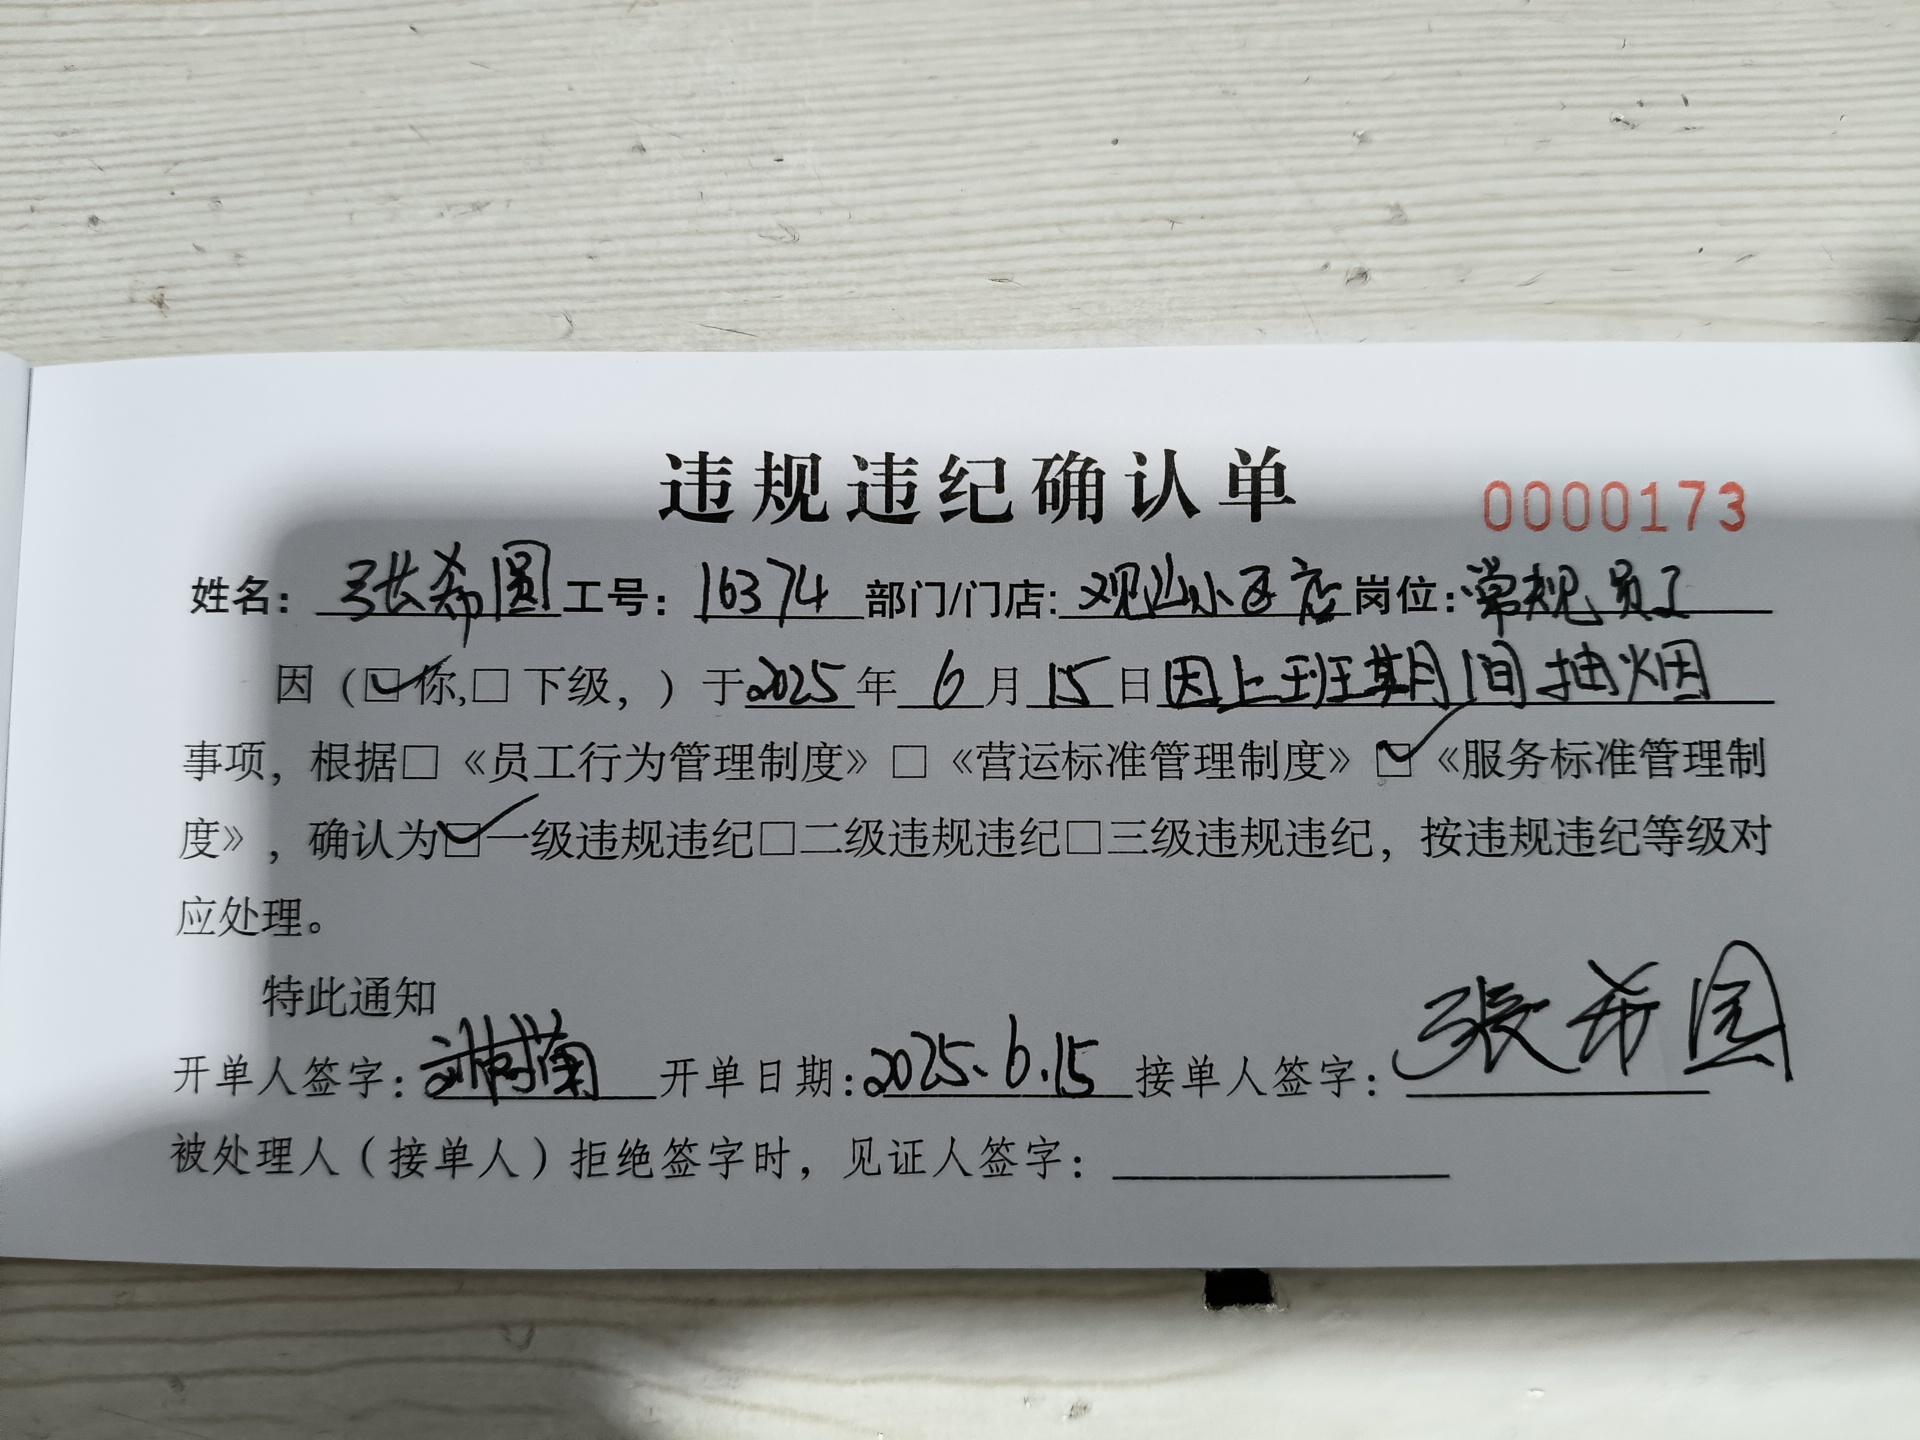 违规违纪确认单
0000173
姓名：张希圆 工号：16374 部门/门店：观山小区店 岗位：常规员工
因（☑你,□下级，）于2025年6月15日因上班期间抽烟
事项，根据□《员工行为管理制度》□《营运标准管理制度》☑《服务标准管理制
度》，确认为☑一级违规违纪□二级违规违纪□三级违规违纪，按违规违纪等级对
应处理。
特此通知
开单人签字：刘树兰 开单日期：2025.6.15 接单人签字：張希圆
被处理人（接单人）拒绝签字时，见证人签字：